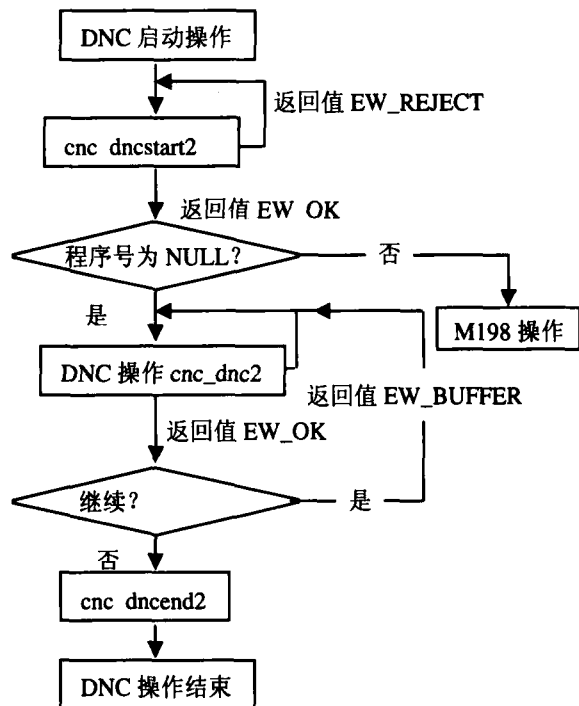 DNC 启动操作
返回值 EW_REJECT
cnc dncstart2
返回值 EW OK
程序号为 NULL？
否
是
M198 操作
DNC 操作 cnc_dnc2
返回值 EW_BUFFER
返回值 EW_OK
继续？
是
否
cnc dncend2
DNC 操作结束